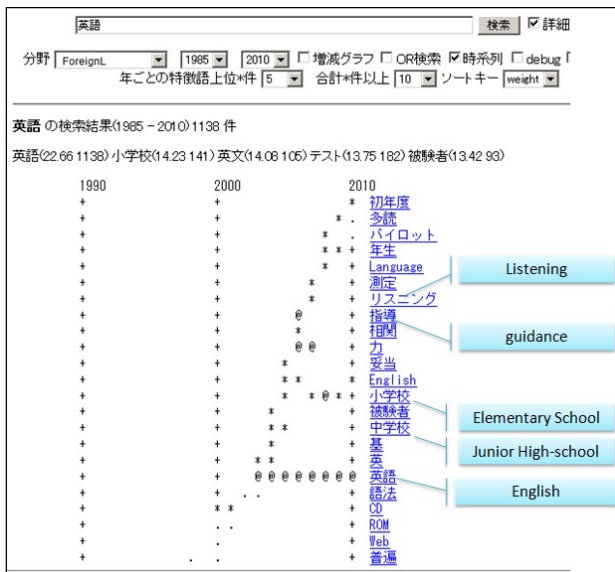 英語 検索 詳細
分野 ForeignL 1985 2010 増減グラフ OR検索 時系列 debug
年ごとの特徴語上位*件 5 合計*件以上 10 ソートキー weight
英語 の検索結果(1985 - 2010) 1138 件
英語(22.66 1138) 小学校(14.23 141) 英文(14.08 105) テスト(13.75 182) 被験者(13.42 93)
1990 2000 2010
+ + * 初年度
+ + * . 多読
+ + * . パイロット
+ + * * + 年生
+ + * + Language
+ + * + 測定
+ + * + リスニング
+ + @ + 指導
+ + * + 相関
+ + @ @ + 力
+ + * + 妥当
+ + * * * English
+ + * * @ * + 小学校
+ + * + 被験者
+ + * * + 中学校
+ + * + 基
+ + * * + 英
+ + @ @ @ @ @ @ @ @ 英語
+ + . . + 語法
+ * * + CD
+ . . + ROM
+ . + Web
+ . . + 普遍
Listening
guidance
Elementary School
Junior High-school
English